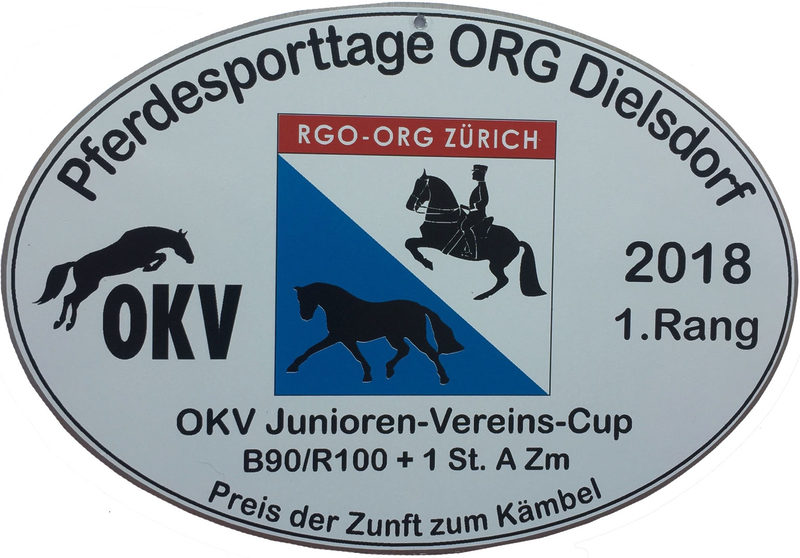 Pferdesporttage ORG Dielsdorf
RGO-ORG ZÜRICH
OKV
2018
1.Rang
OKV Junioren-Vereins-Cup
B90/R100 + 1 St. A Zm
Preis der Zunft zum Kämbel